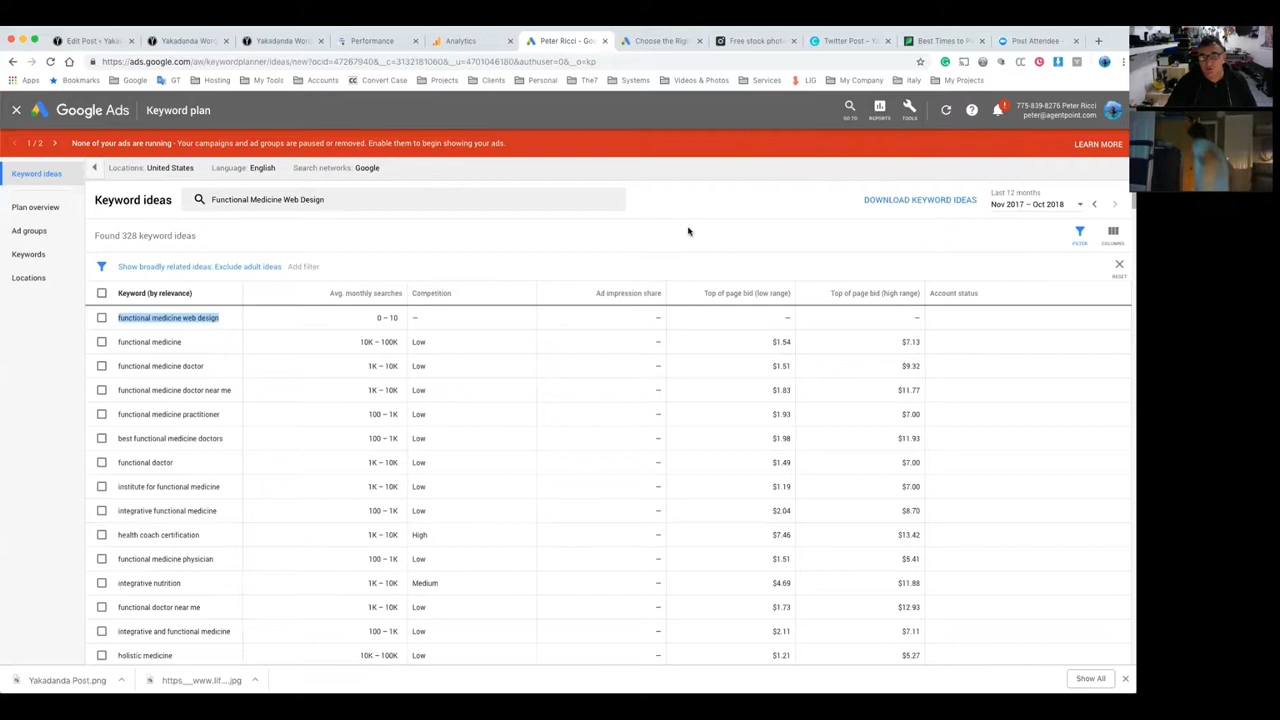 Edit Post ‹ Yaka
Yakadanda Wor
Yakadanda Wor
Performance
Analytics
Peter Ricci - Go
Choose the Rig
Free stock phot
Twitter Post – Y
Best Times to P
Post Attendee -
https://ads.google.com/aw/keywordplanner/ideas/new?ocid=47267940&__c=3132181060&__u=4701046180&authuser=0&__o=kp
Apps
Bookmarks
Google
GT
Hosting
My Tools
Accounts
Convert Case
Projects
Clients
Personal
The7
Systems
Videos & Photos
Services
LIG
My Company
Italy
My Projects
Google Ads
Keyword plan
GO TO
REPORTS
TOOLS
775-839-8276 Peter Ricci
peter@agentpoint.com
1 / 2
None of your ads are running - Your campaigns and ad groups are paused or removed. Enable them to begin showing your ads.
LEARN MORE
Keyword ideas
Plan overview
Ad groups
Keywords
Locations
Locations: United States
Language: English
Search networks: Google
Keyword ideas
Functional Medicine Web Design
DOWNLOAD KEYWORD IDEAS
Last 12 months
Nov 2017 – Oct 2018
Found 328 keyword ideas
FILTER
COLUMNS
Show broadly related ideas; Exclude adult ideas Add filter
RESET
Keyword (by relevance) Avg. monthly searches Competition Ad impression share Top of page bid (low range) Top of page bid (high range) Account status
functional medicine web design 0 – 10 – – – –
functional medicine 10K – 100K Low – $1.54 $7.13
functional medicine doctor 1K – 10K Low – $1.51 $9.32
functional medicine doctor near me 1K – 10K Low – $1.83 $11.77
functional medicine practitioner 100 – 1K Low – $1.93 $7.00
best functional medicine doctors 100 – 1K Low – $1.98 $11.93
functional doctor 1K – 10K Low – $1.49 $7.00
institute for functional medicine 1K – 10K Low – $1.19 $7.00
integrative functional medicine 100 – 1K Low – $2.04 $8.70
health coach certification 1K – 10K High – $7.46 $13.42
functional medicine physician 100 – 1K Low – $1.51 $5.41
integrative nutrition 1K – 10K Medium – $4.69 $11.88
functional doctor near me 1K – 10K Low – $1.73 $12.93
integrative and functional medicine 100 – 1K Low – $2.11 $7.11
holistic medicine 10K – 100K Low – $1.21 $5.27
Yakadanda Post.png
https___www.lif....jpg
Show All